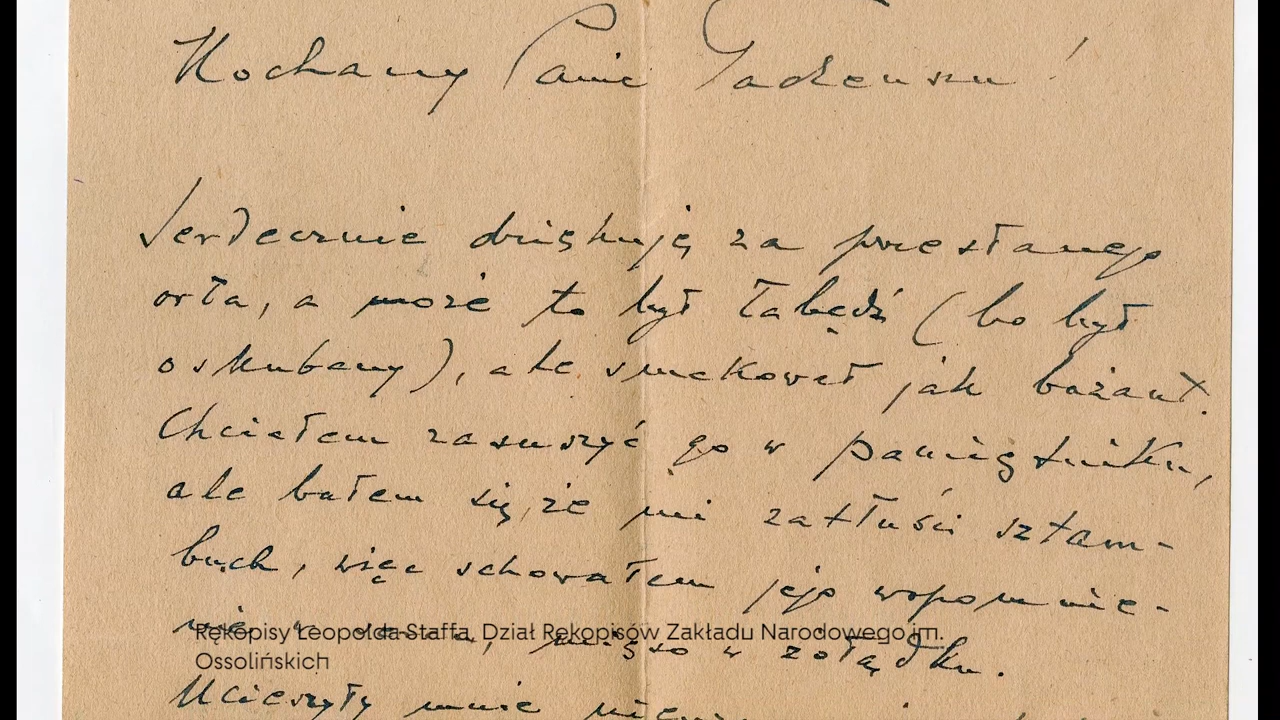 Kochany Panie Tadeuszu!
Serdecznie dziękuję za przesłanego
orła, a może to był łabędź (bo był
oskubany), ale smakował jak bażant.
Chciałem zasuszyć go w pamiętniku,
ale bałem się, że mi zatłuści sztam-
buch, więc schowałem jego wspomnie-
nie w, mięso w żołądku.
Rękopisy Leopolda Staffa, Dział Rękopisów Zakładu Narodowego im.
Ossolińskich
Ucieszyły mnie